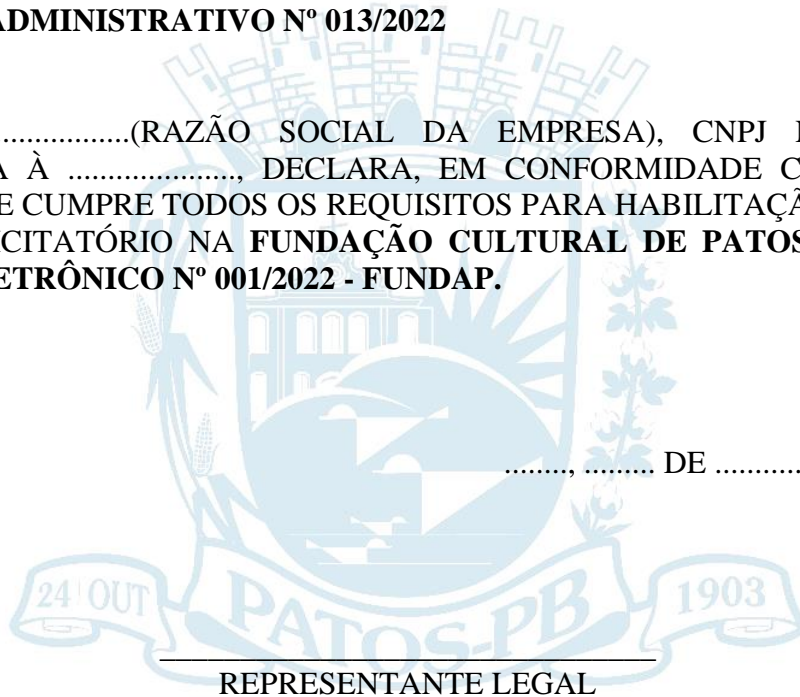 ADMINISTRATIVO Nº 013/2022
................(RAZÃO SOCIAL DA EMPRESA), CNPJ
A À ...................., DECLARA, EM CONFORMIDADE C
E CUMPRE TODOS OS REQUISITOS PARA HABILITAÇÃ
ICITATÓRIO NA FUNDAÇÃO CULTURAL DE PATOS
ETRÔNICO Nº 001/2022 - FUNDAP.
........, ......... DE ...........
24 OUT
PATOS-PB
1903
REPRESENTANTE LEGAL